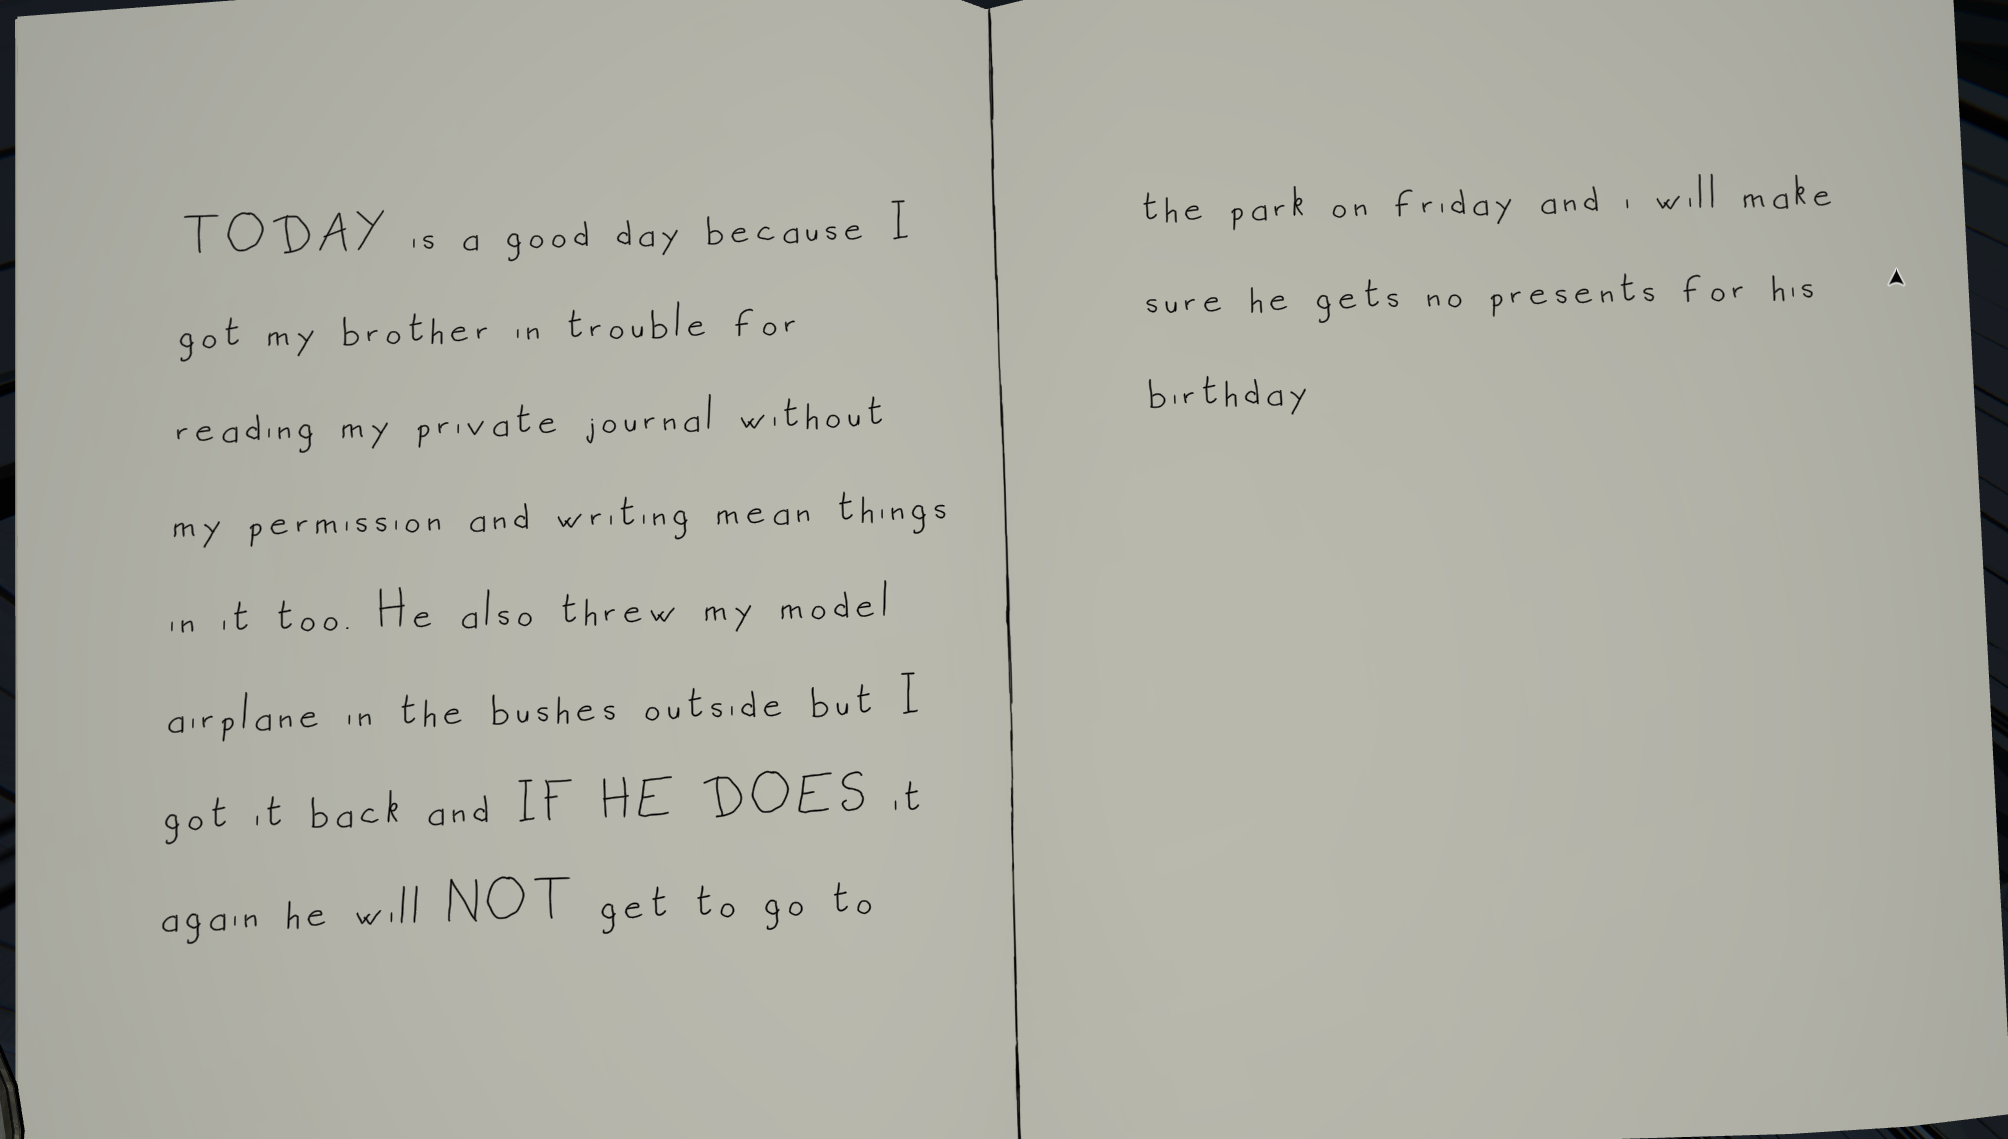 TODAY is a good day because I
got my brother in trouble for
reading my private journal without
my permission and writing mean things
in it too. He also threw my model
airplane in the bushes outside but I
got it back and IF HE DOES it
again he will NOT get to go to
the park on friday and i will make
sure he gets no presents for his
birthday